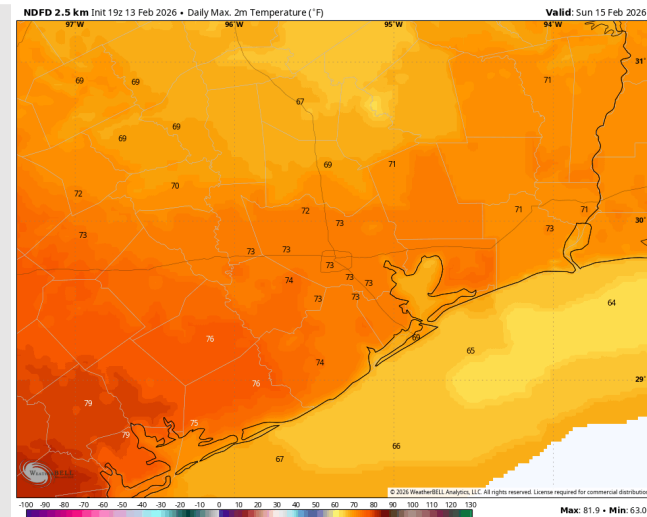 NDFD 2.5 km Init 19z 13 Feb 2026 • Daily Max. 2m Temperature (°F)
Valid: Sun 15 Feb 2026
97°W 96°W 95°W 94°W
31°
69 69 71
67
69
69
69 71
72 70
72 71 71
30°
73 73 73
73 73
73
74 73 73
73 73
64
76 69
65
74
29°
76
79
75
79
66
67
WeatherBELL
© 2026 WeatherBELL Analytics, LLC. All rights reserved. License required for commercial distributio
-100 -90 -80 -70 -60 -50 -40 -30 -20 -10 0 10 20 30 40 50 60 70 80 90 100 110 120 130
Max: 81.9 • Min: 63.0